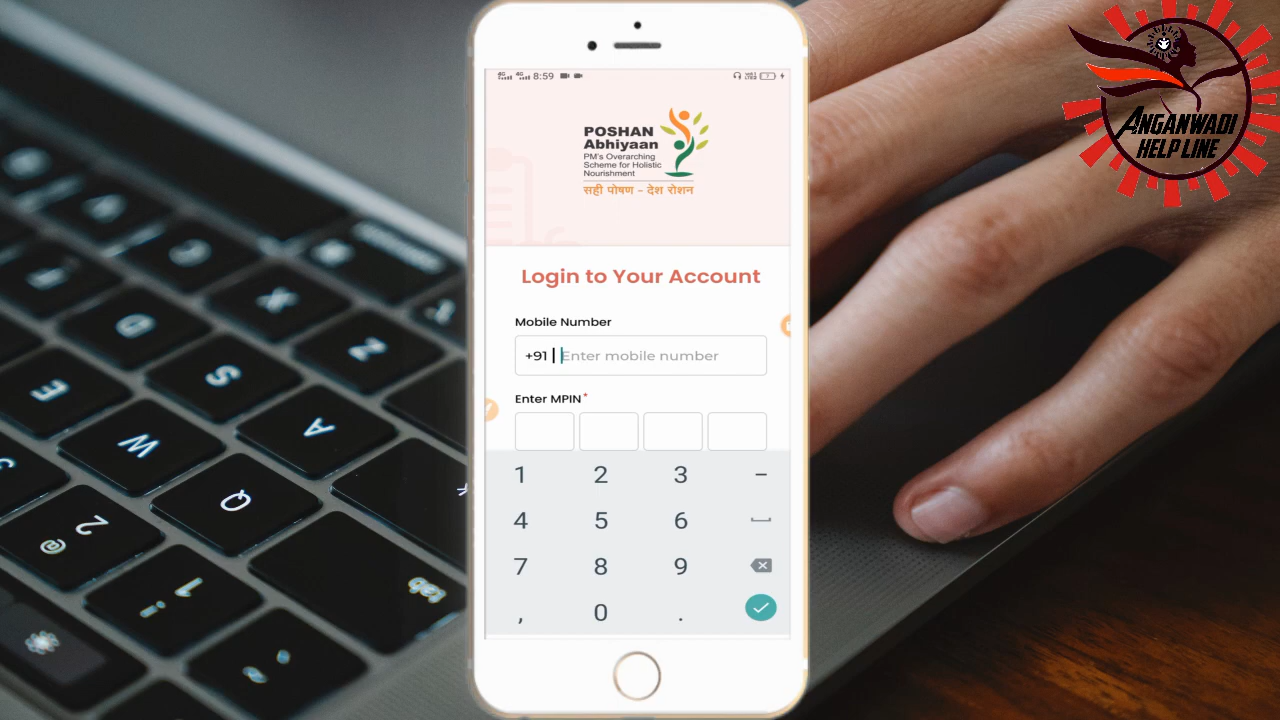 8:59
POSHAN
Abhiyaan
PM's Overarching
Scheme for Holistic
Nourishment
सही पोषण - देश रोशन
Login to Your Account
Mobile Number
+91 | Enter mobile number
Enter MPIN*
1 2 3 -
4 5 6
7 8 9
, 0 .
ANGANWADI
HELP LINE
Z
X
S
A
W
E
Q
2
@
1
!